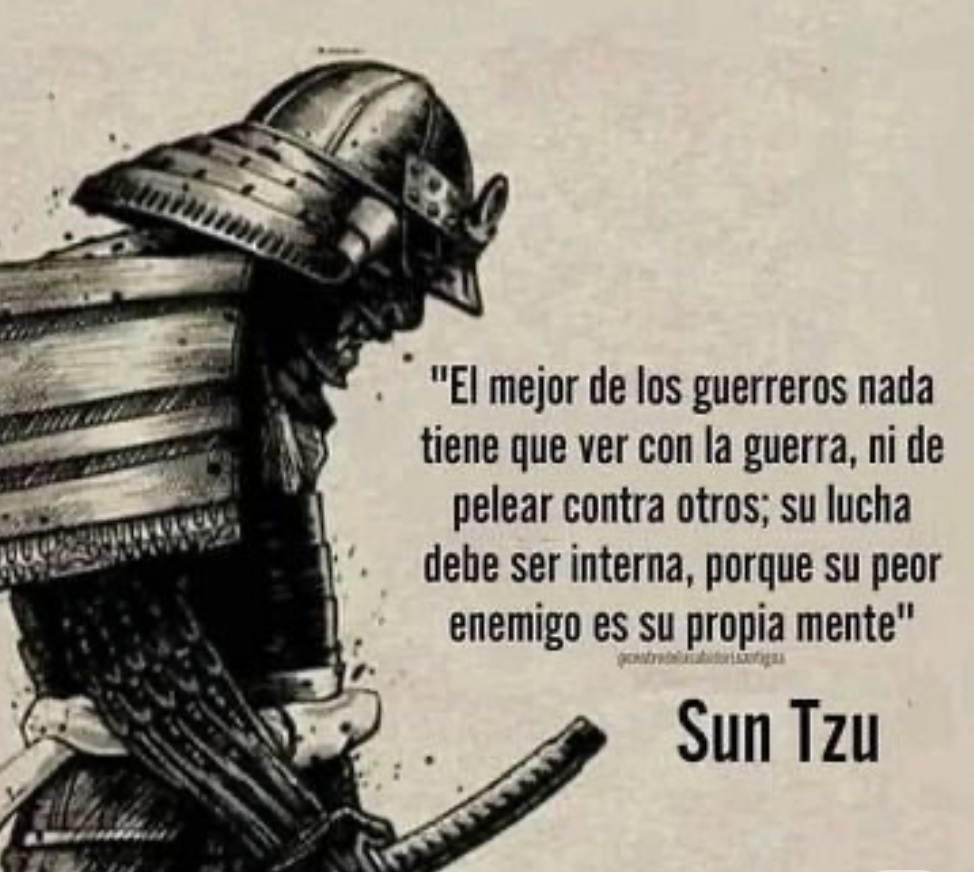 "El mejor de los guerreros nada
tiene que ver con la guerra, ni de
pelear contra otros; su lucha
debe ser interna, porque su peor
enemigo es su propia mente"
Sun Tzu